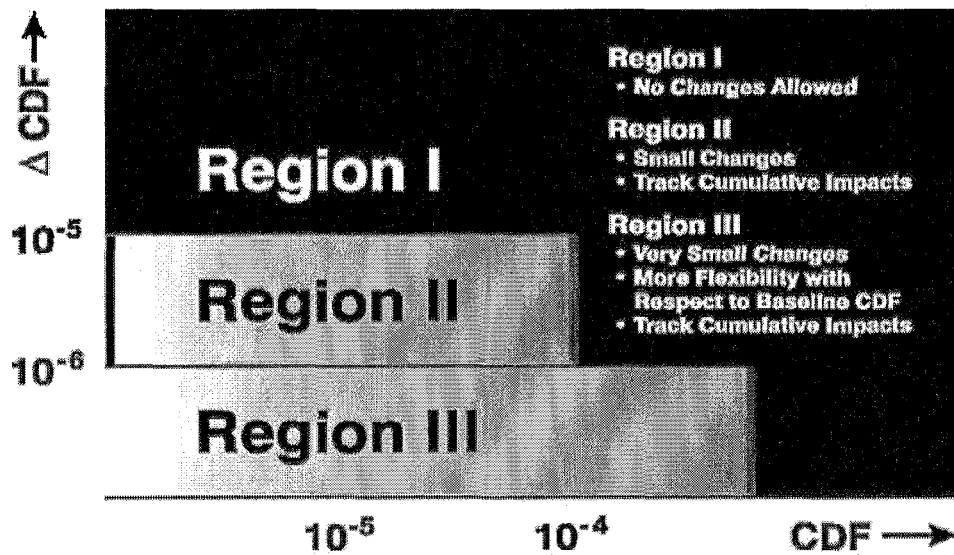 Δ CDF→
Region I
• No Changes Allowed
Region II
• Small Changes
• Track Cumulative Impacts
Region III
• Very Small Changes
• More Flexibility with
Respect to Baseline CDF
• Track Cumulative Impacts
Region I
10⁻⁵
Region II
10⁻⁶
Region III
10⁻⁵ 10⁻⁴ CDF→